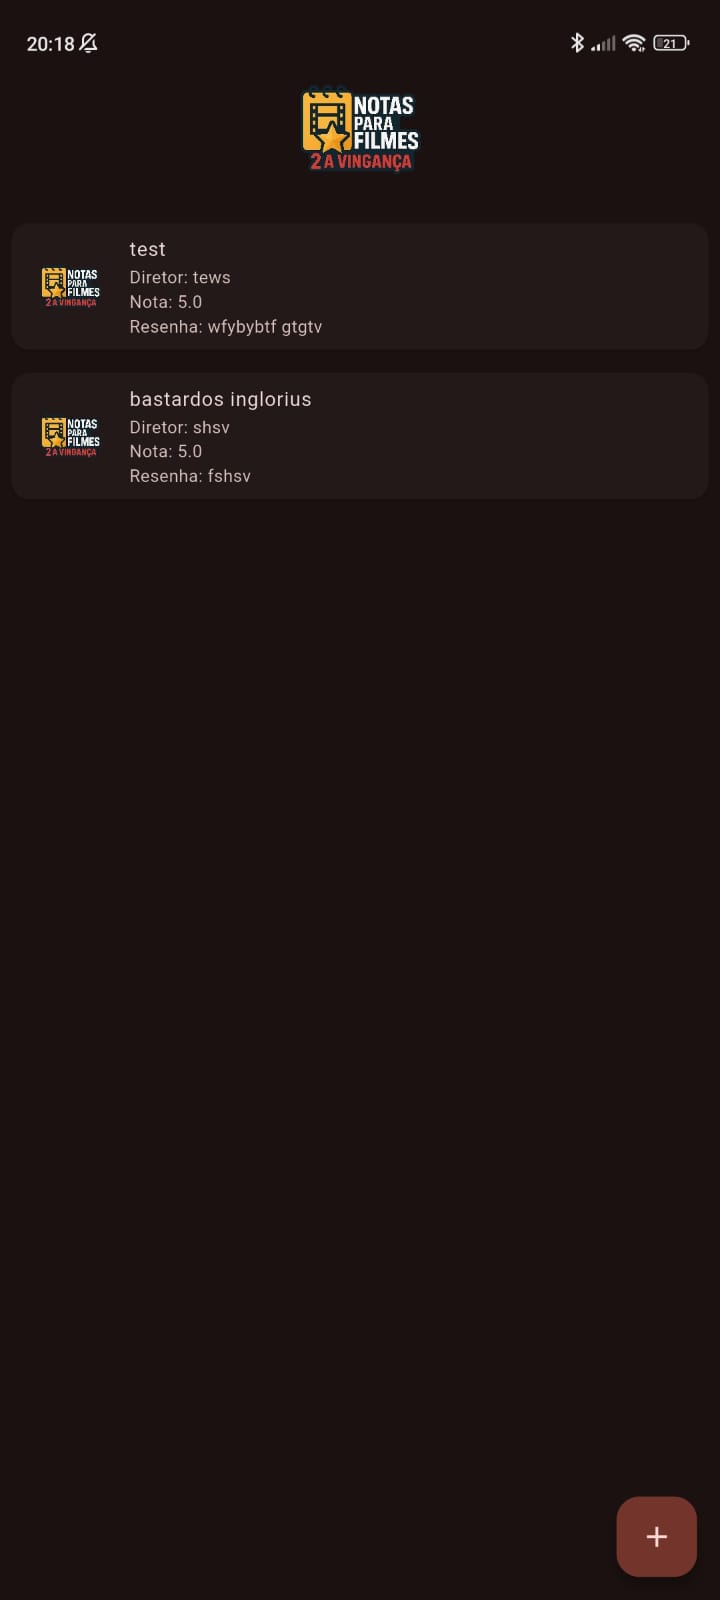 20:18
21
NOTAS
PARA
FILMES
2 A VINGANÇA
test
NOTAS
PARA
FILMES
2 A VINGANÇA
Diretor: tews
Nota: 5.0
Resenha: wfybybtf gtgtv
bastardos inglorius
NOTAS
PARA
FILMES
2 A VINGANÇA
Diretor: shsv
Nota: 5.0
Resenha: fshsv
+